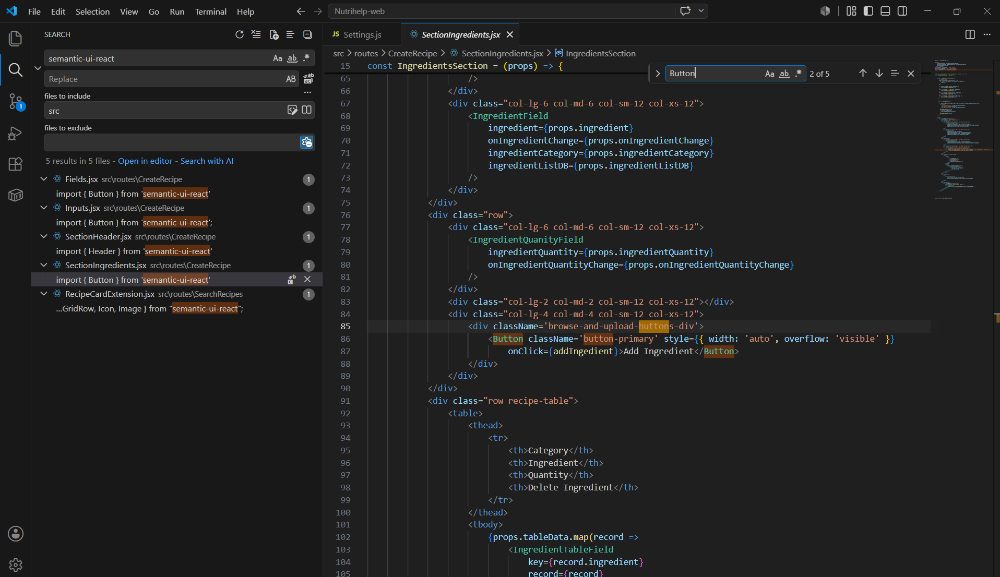 File Edit Selection View Go Run Terminal Help
Nutrihelp-web
SEARCH
semantic-ui-react
Aa ab .*
Replace
AB
files to include
src
files to exclude
5 results in 5 files - Open in editor - Search with AI
Fields.jsx src\routes\CreateRecipe 1
import { Button } from 'semantic-ui-react'
Inputs.jsx src\routes\CreateRecipe 1
import { Button } from 'semantic-ui-react';
SectionHeader.jsx src\routes\CreateRecipe 1
import { Header } from 'semantic-ui-react'
SectionIngredients.jsx src\routes\CreateRecipe 1
import { Button } from 'semantic-ui-react'
RecipeCardExtension.jsx src\routes\SearchRecipes 1
...GridRow, Icon, Image } from "semantic-ui-react";
1
JS Settings.js
SectionIngredients.jsx
src > routes > CreateRecipe > SectionIngredients.jsx > IngredientsSection
Button
Aa ab .*
2 of 5
15 const IngredientsSection = (props) => {
65 />
66 </div>
67 <div class="col-lg-6 col-md-6 col-sm-12 col-xs-12">
68 <IngredientField
69 ingredient={props.ingredient}
70 onIngredientChange={props.onIngredientChange}
71 ingredientCategory={props.ingredientCategory}
72 ingredientListDB={props.ingredientListDB}
73 />
74 </div>
75 </div>
76 <div class="row">
77 <div class="col-lg-6 col-md-6 col-sm-12 col-xs-12">
78 <IngredientQuanityField
79 ingredientQuantity={props.ingredientQuantity}
80 onIngredientQuantityChange={props.onIngredientQuantityChange}
81 />
82 </div>
83 <div class="col-lg-2 col-md-2 col-sm-12 col-xs-12"></div>
84 <div class="col-lg-4 col-md-4 col-sm-12 col-xs-12">
85 <div className='browse-and-upload-buttons-div'>
86 <Button className='button-primary' style={{ width: 'auto', overflow: 'visible' }}
87 onClick={addIngedient}>Add Ingredient</Button>
88 </div>
89 </div>
90 </div>
91 <div class="row recipe-table">
92 <table>
93 <thead>
94 <tr>
95 <th>Category</th>
96 <th>Ingredient</th>
97 <th>Quantity</th>
98 <th>Delete Ingredient</th>
99 </tr>
100 </thead>
101 <tbody>
102 {props.tableData.map(record =>
103 <IngredientTableField
104 key={record.ingredient}
105 record={record}